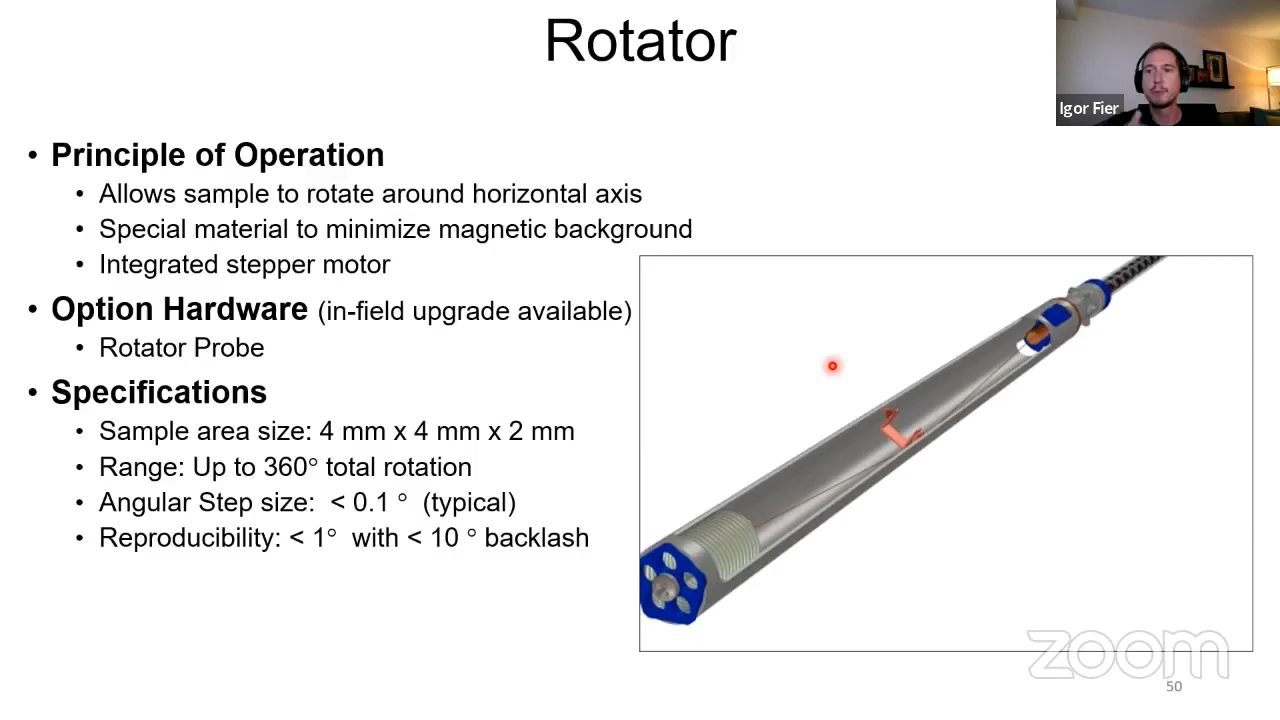 Rotator
Igor Fier
• Principle of Operation
• Allows sample to rotate around horizontal axis
• Special material to minimize magnetic background
• Integrated stepper motor
• Option Hardware (in-field upgrade available)
• Rotator Probe
• Specifications
• Sample area size: 4 mm x 4 mm x 2 mm
• Range: Up to 360° total rotation
• Angular Step size:  < 0.1 °  (typical)
• Reproducibility: < 1°  with < 10 ° backlash
zoom
50